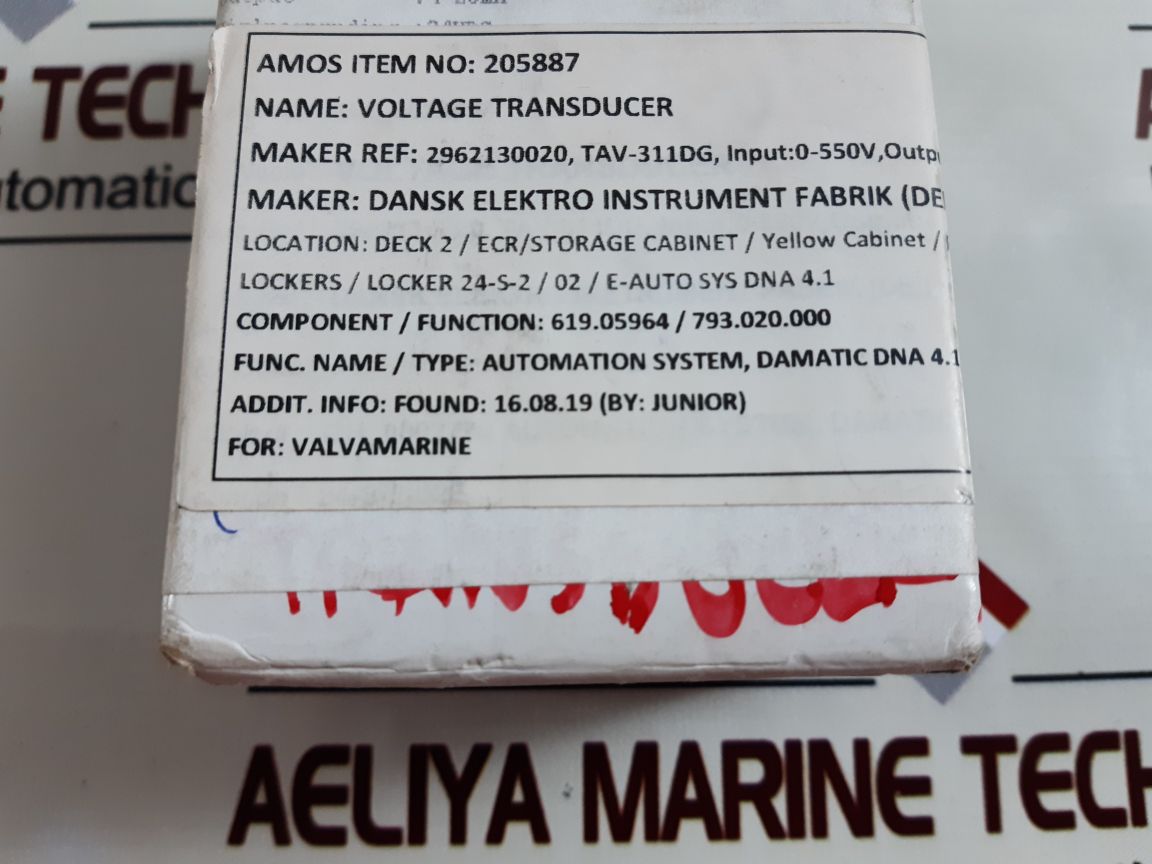 AMOS ITEM NO: 205887
NAME: VOLTAGE TRANSDUCER
MAKER REF: 2962130020, TAV-311DG, Input:0-550V,Outp
MAKER: DANSK ELEKTRO INSTRUMENT FABRIK (DE
LOCATION: DECK 2 / ECR/STORAGE CABINET / Yellow Cabinet /
LOCKERS / LOCKER 24-S-2 / 02 / E-AUTO SYS DNA 4.1
COMPONENT / FUNCTION: 619.05964 / 793.020.000
FUNC. NAME / TYPE: AUTOMATION SYSTEM, DAMATIC DNA 4.1
ADDIT. INFO: FOUND: 16.08.19 (BY: JUNIOR)
FOR: VALVAMARINE
E TECH
utomatic
AELIYA MARINE TECH